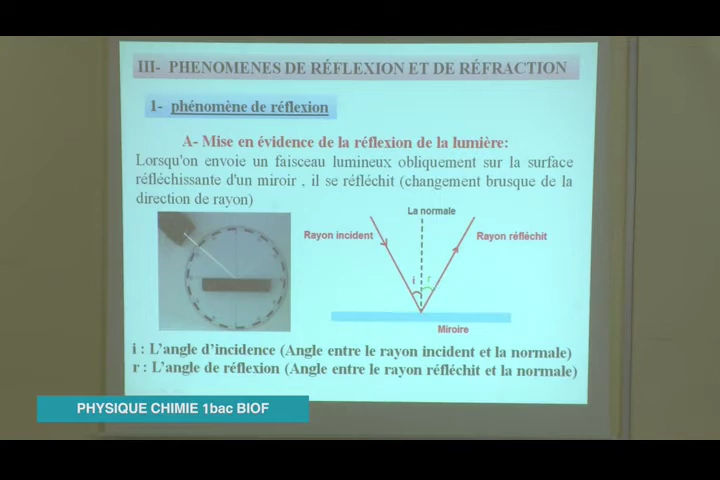 III- PHENOMENES DE RÉFLEXION ET DE RÉFRACTION
1- phénomène de réflexion
A- Mise en évidence de la réflexion de la lumière:
Lorsqu'on envoie un faisceau lumineux obliquement sur la surface
réfléchissante d'un miroir , il se réfléchit (changement brusque de la
direction de rayon)
La normale
Rayon incident
Rayon réfléchit
i
r
Miroire
i : L'angle d'incidence (Angle entre le rayon incident et la normale)
r : L'angle de réflexion (Angle entre le rayon réfléchit et la normale)
PHYSIQUE CHIMIE 1bac BIOF